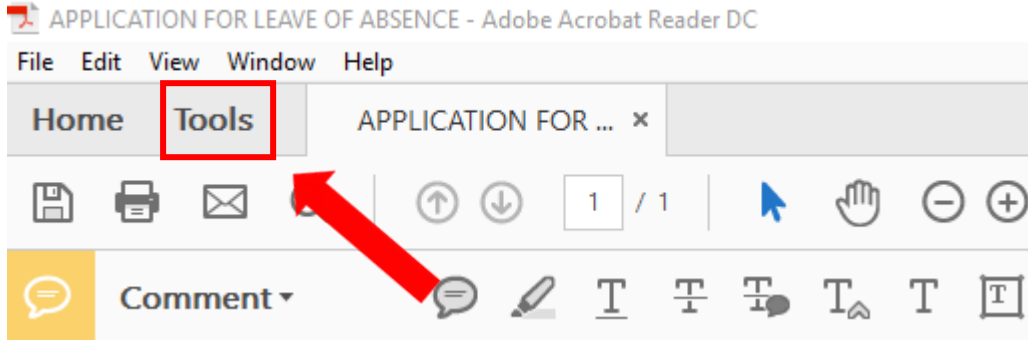 APPLICATION FOR LEAVE OF ABSENCE - Adobe Acrobat Reader DC
File Edit View Window Help
Home Tools APPLICATION FOR ... ×
1 / 1
Comment
T T T T T T